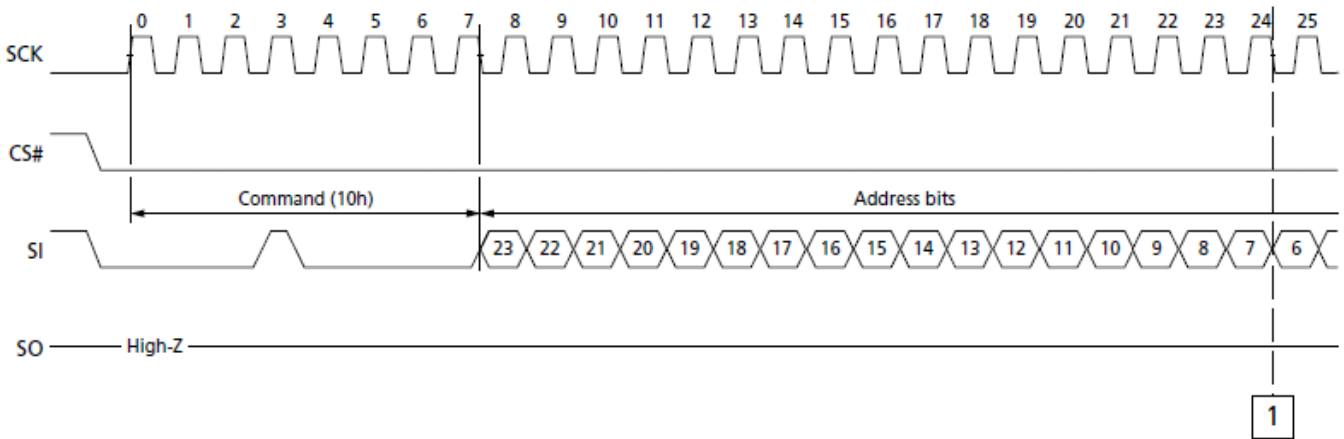 0 1 2 3 4 5 6 7 8 9 10 11 12 13 14 15 16 17 18 19 20 21 22 23 24 25
SCK
CS#
Command (10h) Address bits
SI 23 22 21 20 19 18 17 16 15 14 13 12 11 10 9 8 7 6
SO High-Z
1